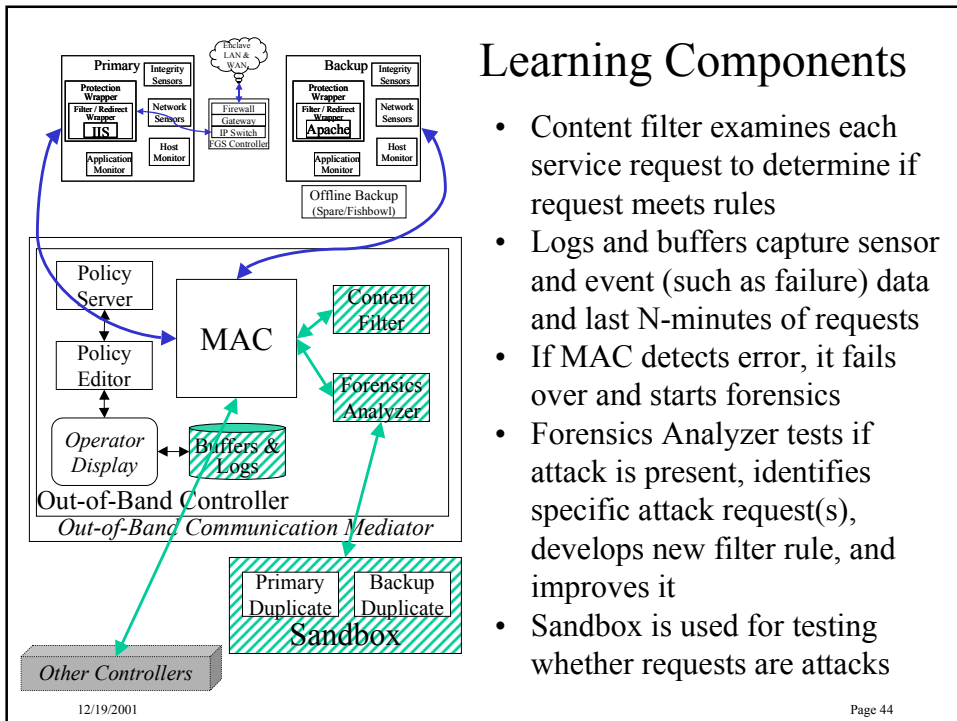 Learning Components
Enclave
LAN &
WAN
Primary
Integrity
Sensors
Protection
Wrapper
Filter / Redirect
Wrapper
IIS
Network
Sensors
Host
Monitor
Application
Monitor
Firewall
Gateway
IP Switch
FGS Controller
Backup
Integrity
Sensors
Protection
Wrapper
Filter / Redirect
Wrapper
Apache
Network
Sensors
Host
Monitor
Application
Monitor
Offline Backup
(Spare/Fishbowl)
Policy
Server
Policy
Editor
Operator
Display
MAC
Content
Filter
Forensics
Analyzer
Buffers &
Logs
Out-of-Band Controller
Out-of-Band Communication Mediator
Primary
Duplicate
Backup
Duplicate
Sandbox
Other Controllers
• Content filter examines each
service request to determine if
request meets rules
• Logs and buffers capture sensor
and event (such as failure) data
and last N-minutes of requests
• If MAC detects error, it fails
over and starts forensics
• Forensics Analyzer tests if
attack is present, identifies
specific attack request(s),
develops new filter rule, and
improves it
• Sandbox is used for testing
whether requests are attacks
12/19/2001
Page 44